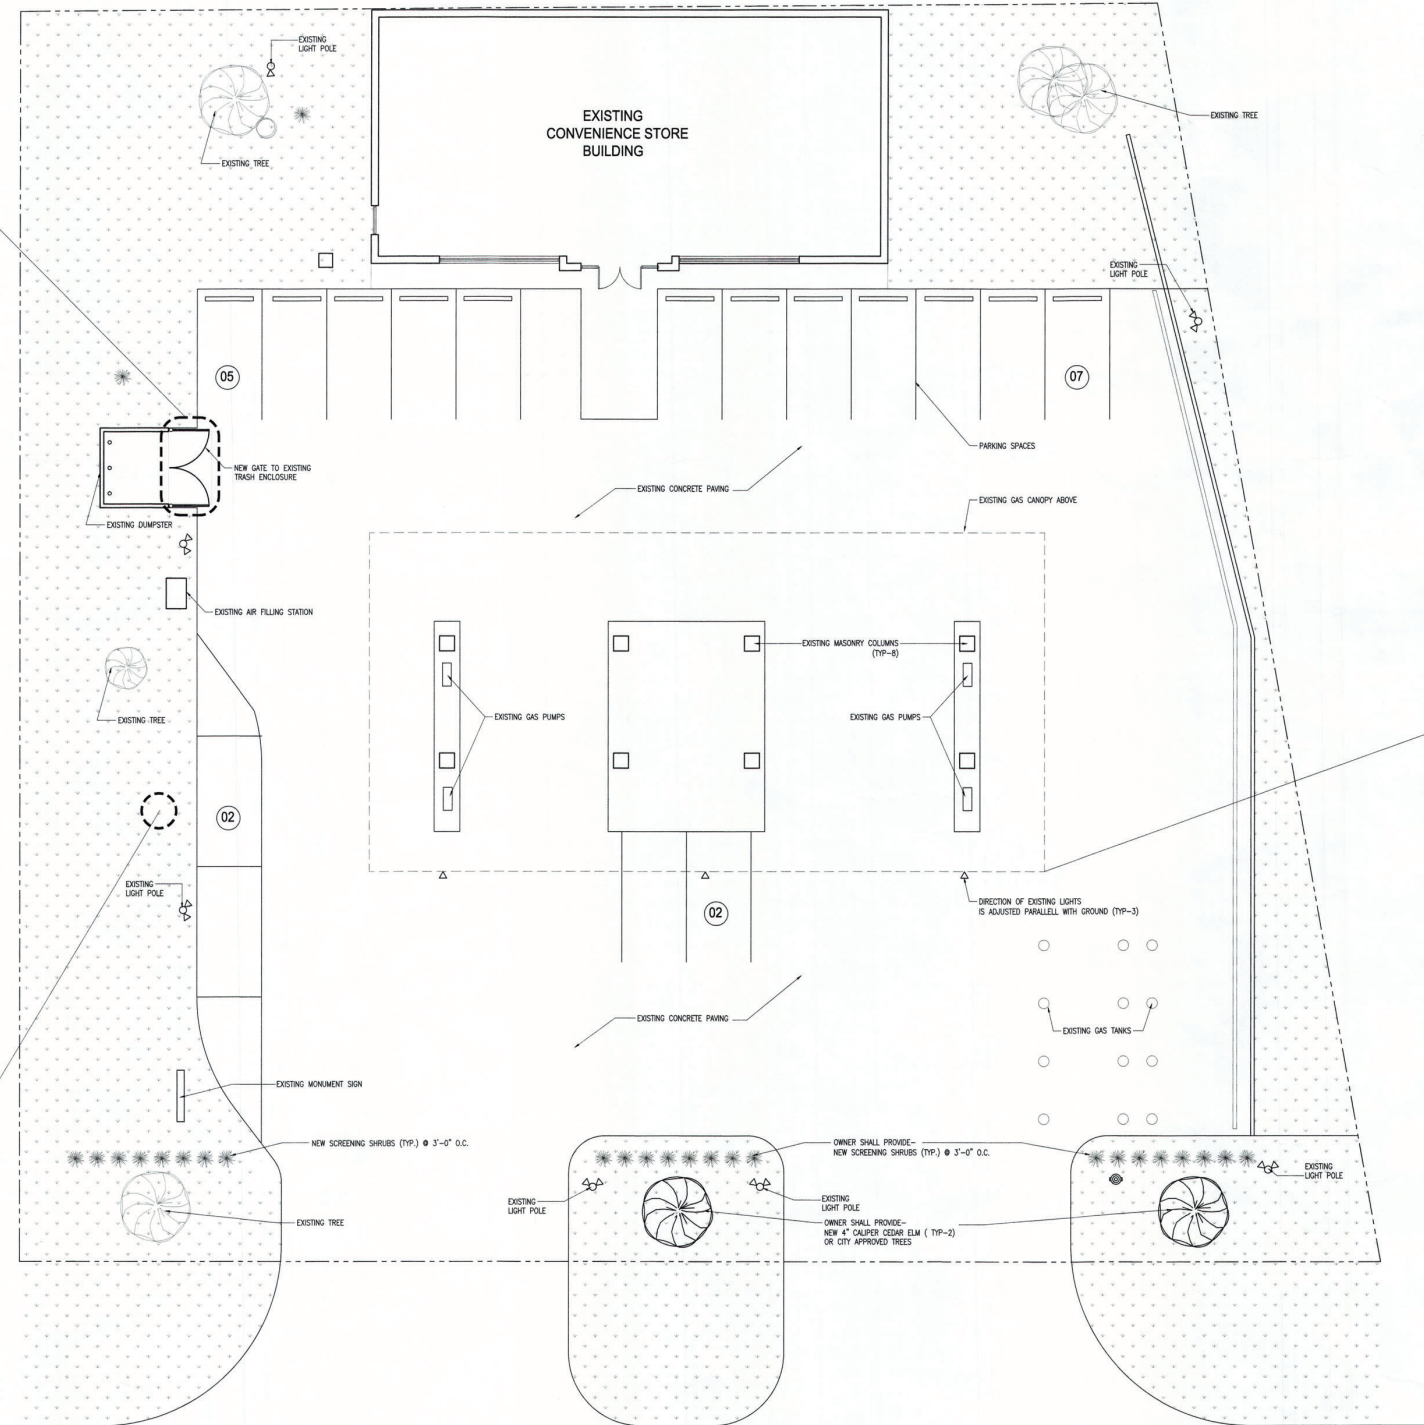 EXISTING
LIGHT POLE
EXISTING TREE
EXISTING
CONVENIENCE STORE
BUILDING
EXISTING TREE
EXISTING
LIGHT POLE
05
07
PARKING SPACES
NEW GATE TO EXISTING
TRASH ENCLOSURE
EXISTING CONCRETE PAVING
EXISTING GAS CANOPY ABOVE
EXISTING DUMPSTER
EXISTING AIR FILLING STATION
EXISTING MASONRY COLUMNS
(TYP-8)
EXISTING TREE
EXISTING GAS PUMPS
EXISTING GAS PUMPS
02
EXISTING
LIGHT POLE
02
DIRECTION OF EXISTING LIGHTS
IS ADJUSTED PARALLELL WITH GROUND (TYP-3)
EXISTING CONCRETE PAVING
EXISTING GAS TANKS
EXISTING MONUMENT SIGN
NEW SCREENING SHRUBS (TYP.) @ 3'-0" O.C.
OWNER SHALL PROVIDE-
NEW SCREENING SHRUBS (TYP.) @ 3'-0" O.C.
EXISTING
LIGHT POLE
EXISTING
LIGHT POLE
EXISTING
LIGHT POLE
EXISTING TREE
OWNER SHALL PROVIDE-
NEW 4" CALIPER CEDAR ELM ( TYP-2)
OR CITY APPROVED TREES